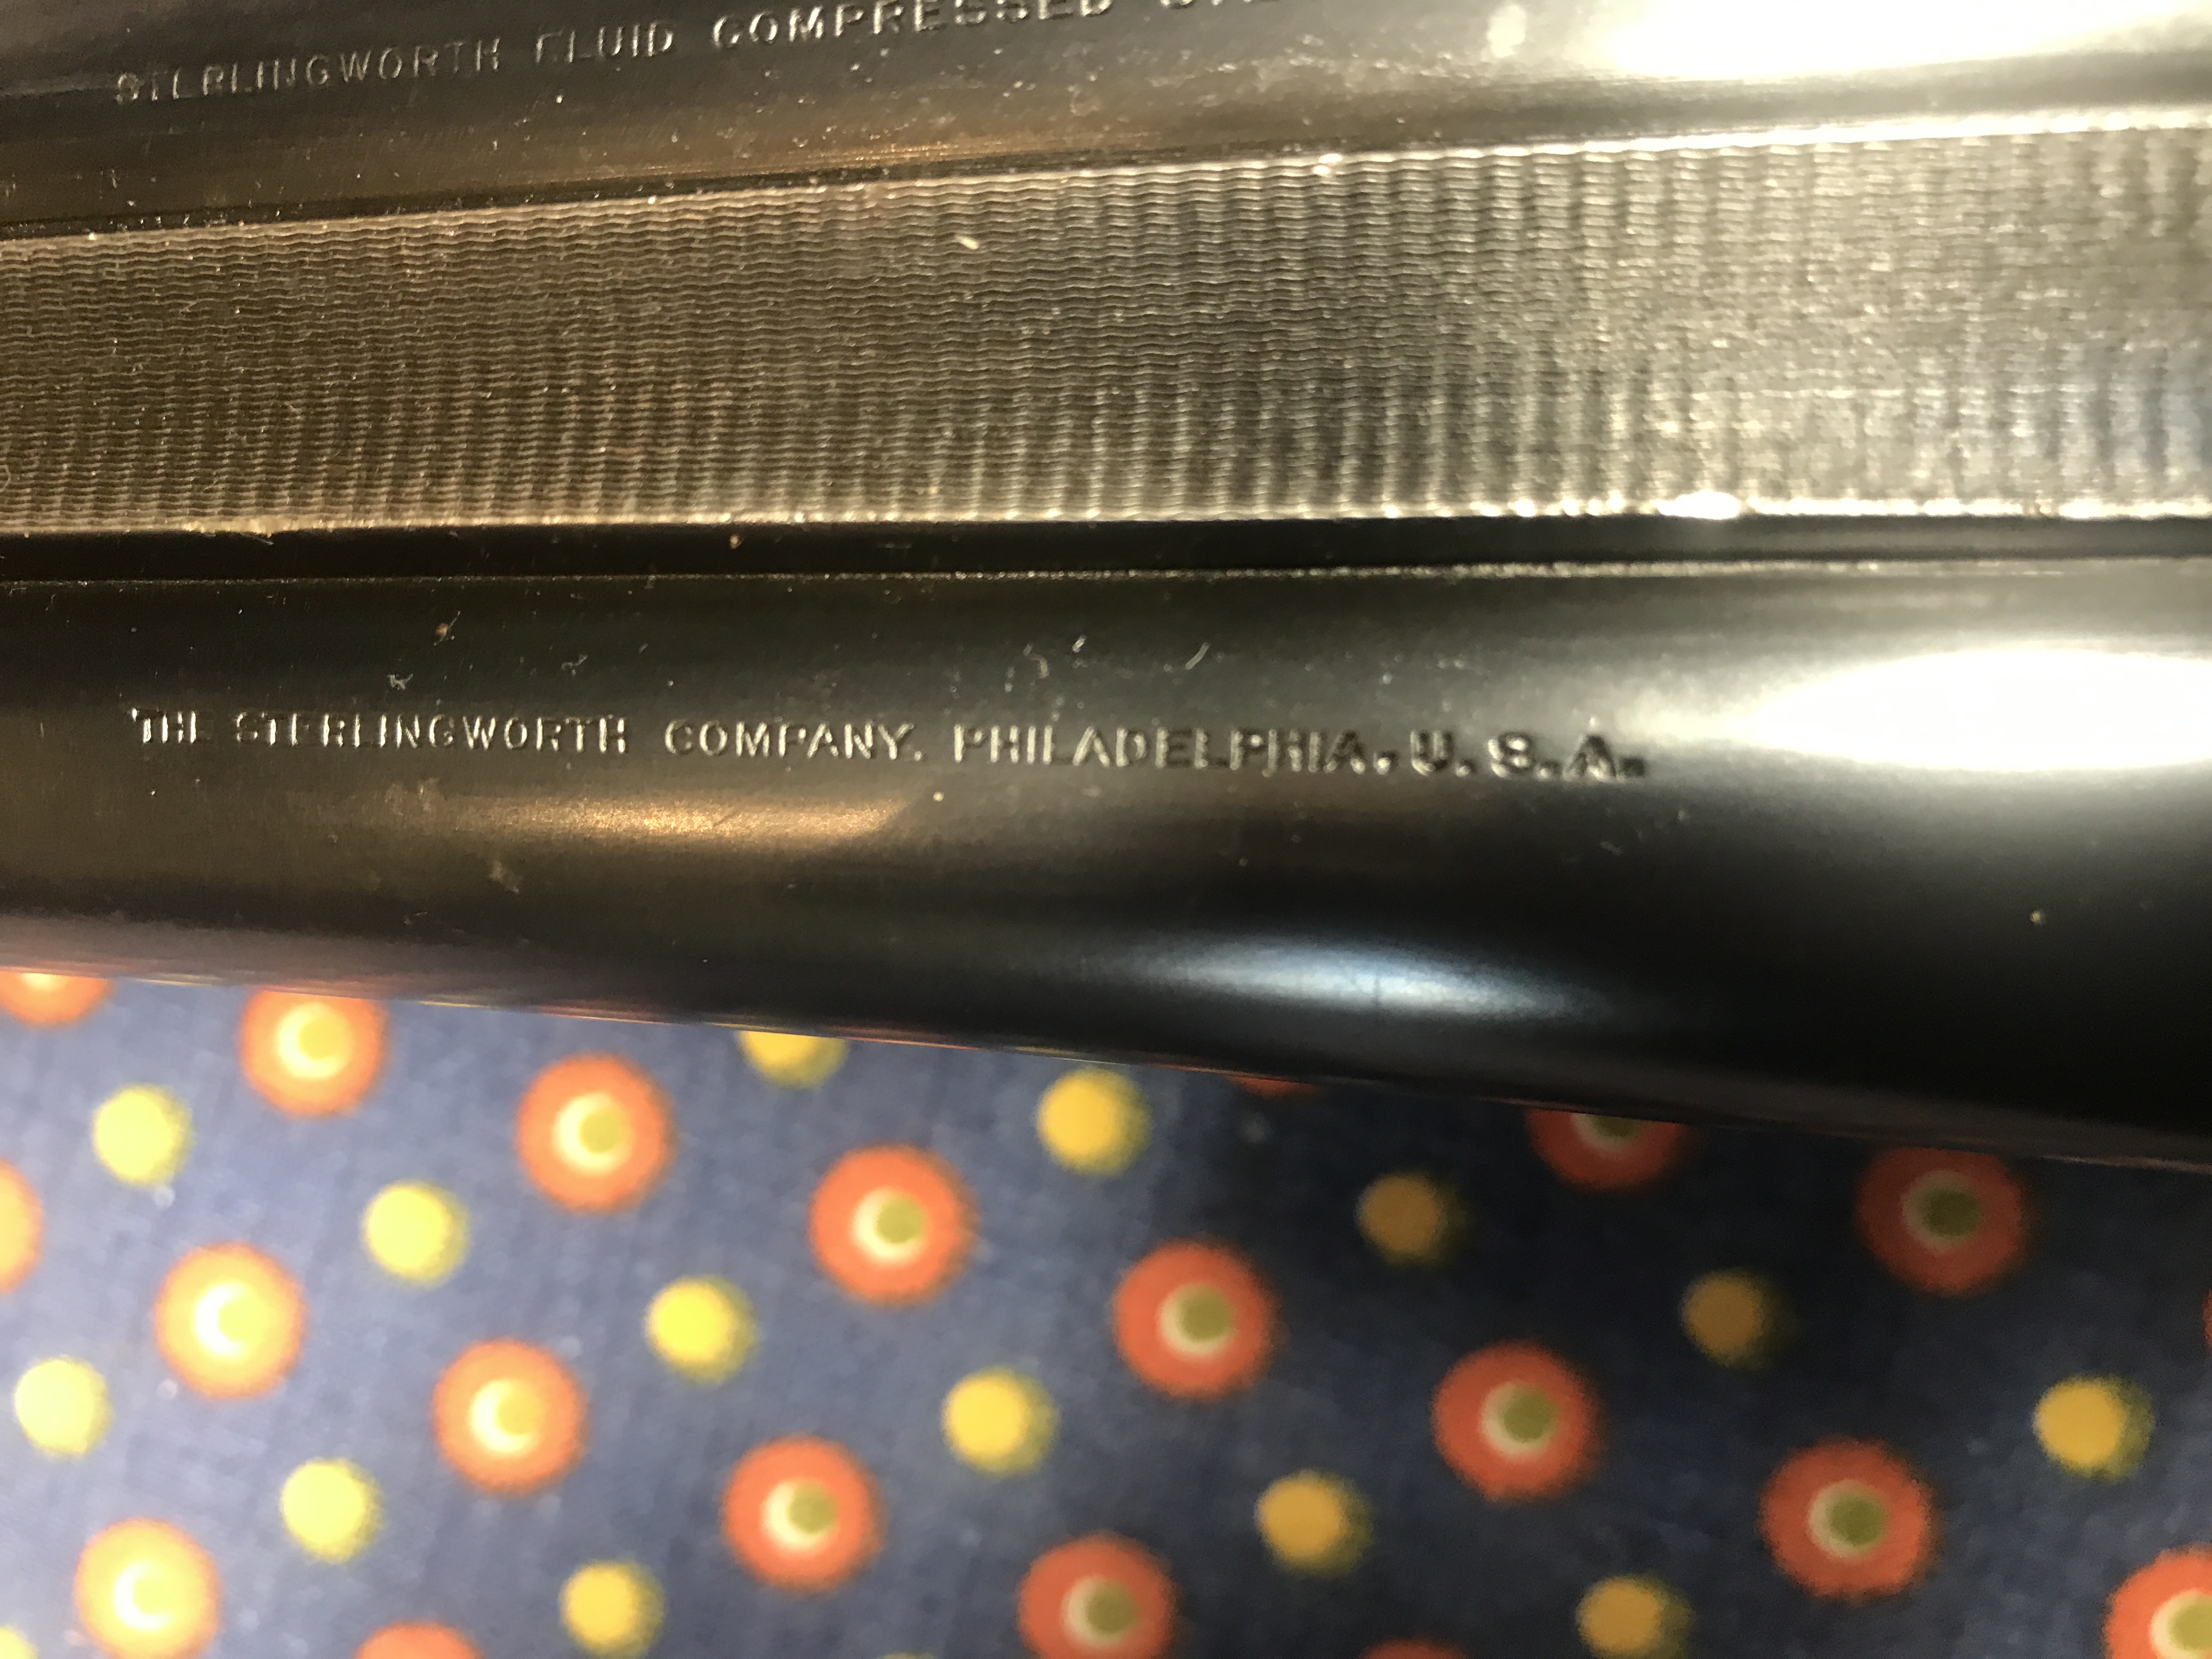 STERLINGWORTH FLUID COMPRESSED
THE STERLINGWORTH COMPANY. PHILADELPHIA. U.S.A.